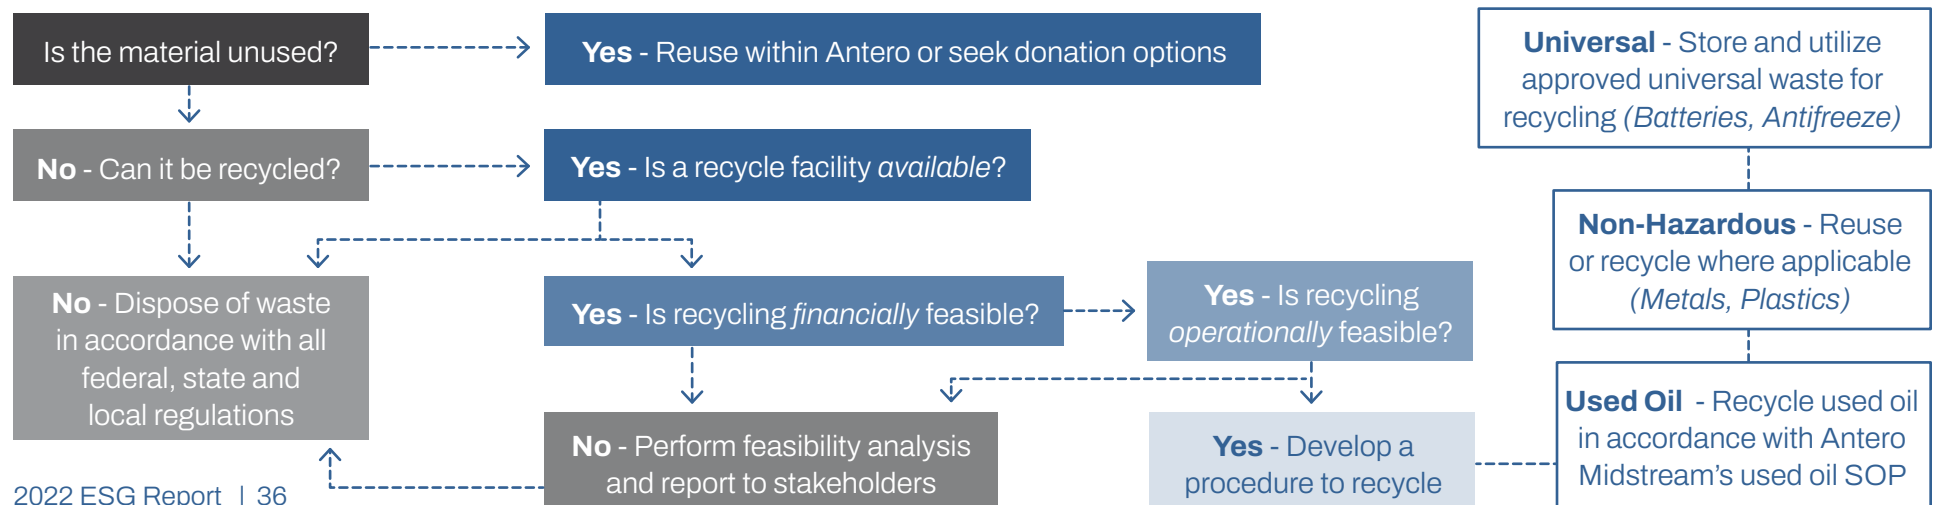 Is the material unused?
Yes - Reuse within Antero or seek donation options
No - Can it be recycled?
Yes - Is a recycle facility available?
No - Dispose of waste
in accordance with all
federal, state and
local regulations
Yes - Is recycling financially feasible?
Yes - Is recycling
operationally feasible?
No - Perform feasibility analysis
and report to stakeholders
Yes - Develop a
procedure to recycle
Universal - Store and utilize
approved universal waste for
recycling (Batteries, Antifreeze)
Non-Hazardous - Reuse
or recycle where applicable
(Metals, Plastics)
Used Oil - Recycle used oil
in accordance with Antero
Midstream’s used oil SOP
2022 ESG Report | 36